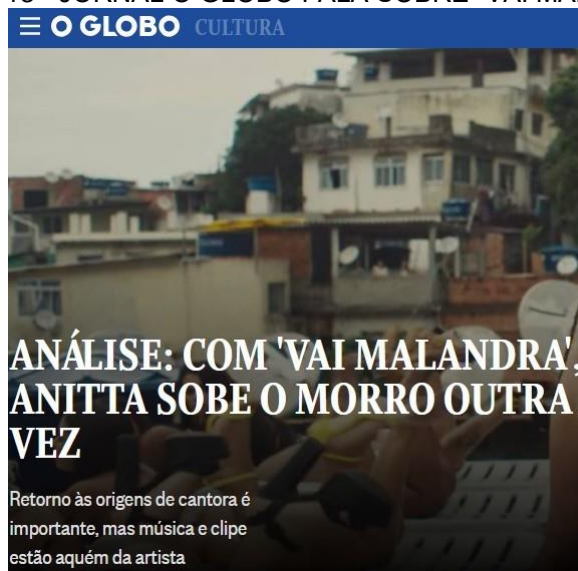 O GLOBO CULTURA
ANÁLISE: COM 'VAI MALANDRA',
ANITTA SOBE O MORRO OUTRA
VEZ
Retorno às origens de cantora é
importante, mas música e clipe
estão aquém da artista